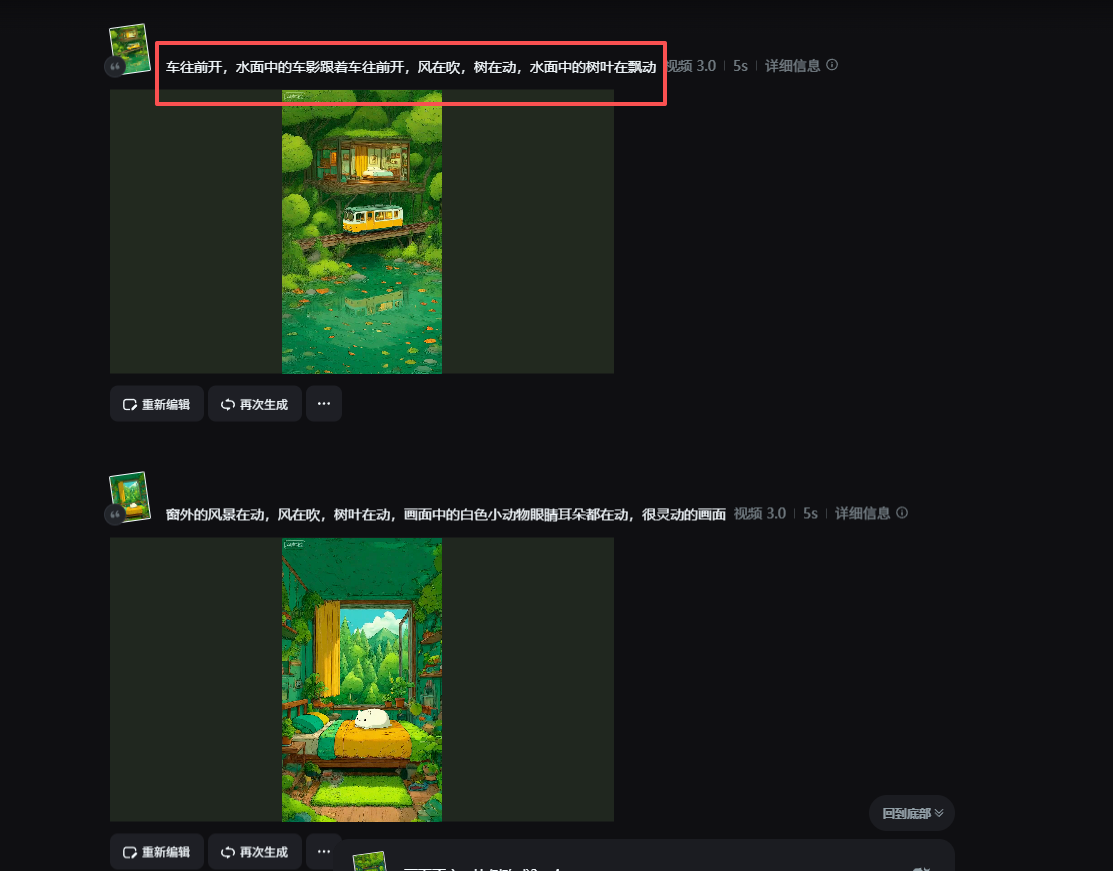 车往前开，水面中的车影跟着车往前开，风在吹，树在动，水面中的树叶在飘动 视频 3.0 | 5s | 详细信息
重新编辑 再次生成 ...
窗外的风景在动，风在吹，树叶在动，画面中的白色小动物眼睛耳朵都在动，很灵动的画面 视频 3.0 | 5s | 详细信息
回到底部
重新编辑 再次生成 ...